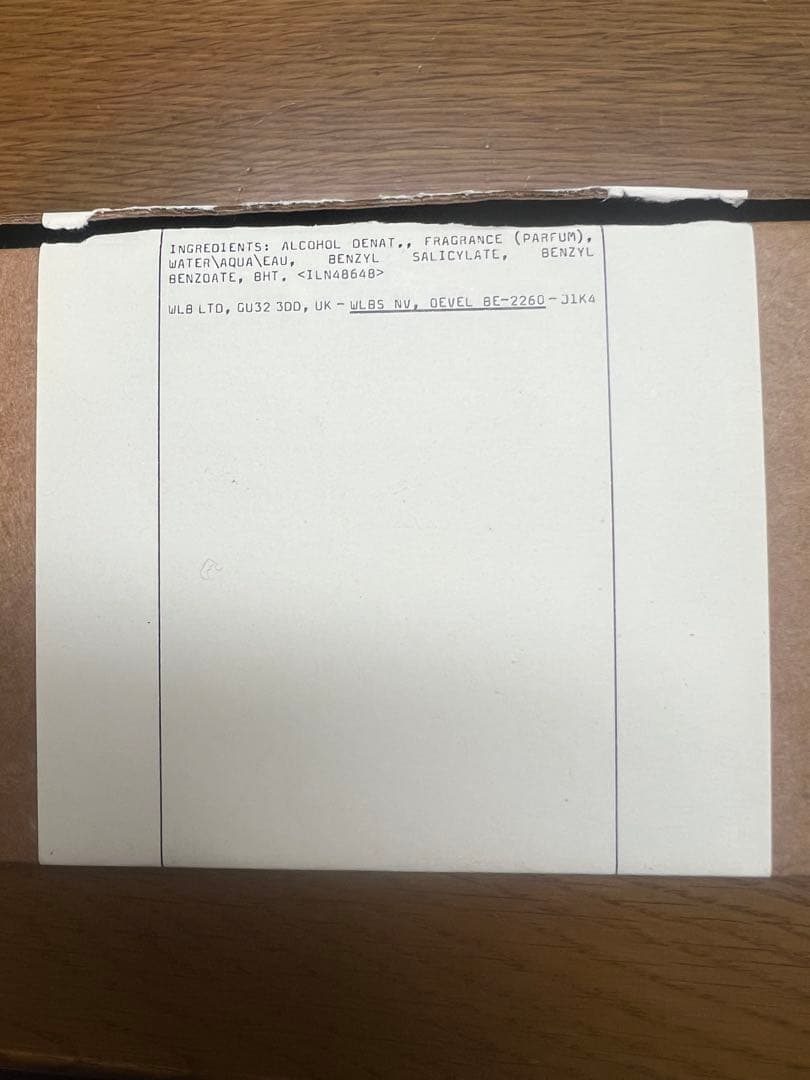 INGREDIENTS: ALCOHOL DENAT., FRAGRANCE (PARFUM),
WATER\AQUA\EAU, BENZYL SALICYLATE, BENZYL
BENZOATE, BHT. <ILN48648>
WLB LTD, GU32 3DD, UK – WLBS NV, OEVEL BE-2260 – J1K4